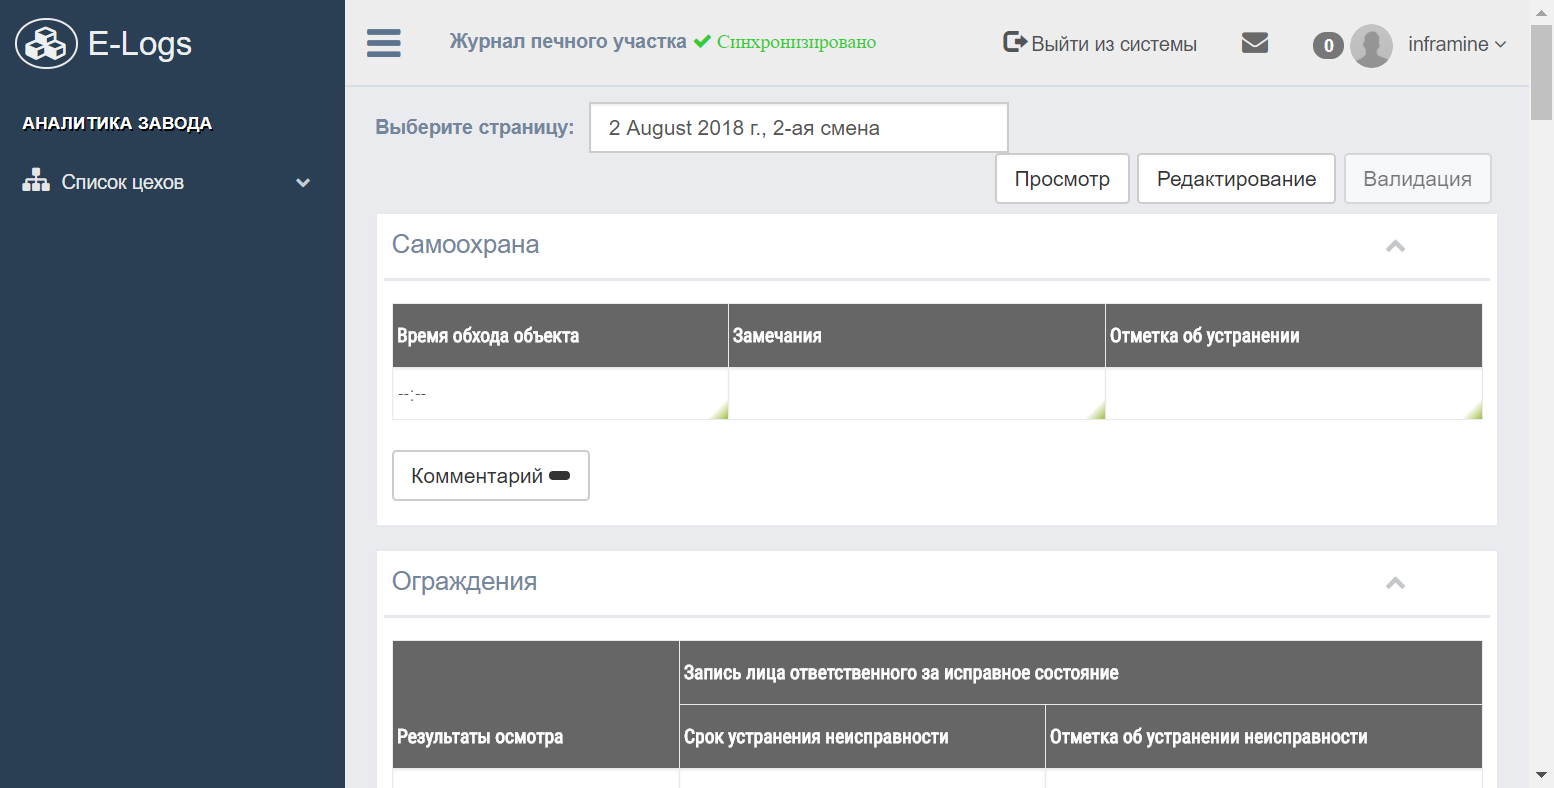 E-Logs
Журнал печного участка Синхронизировано
Выйти из системы
0
inframine
АНАЛИТИКА ЗАВОДА
Список цехов
Выберите страницу: 2 August 2018 г., 2-ая смена
Просмотр Редактирование Валидация
Самоохрана
Время обхода объекта Замечания Отметка об устранении
--:--
Комментарий
Ограждения
Запись лица ответственного за исправное состояние
Результаты осмотра Срок устранения неисправности Отметка об устранении неисправности